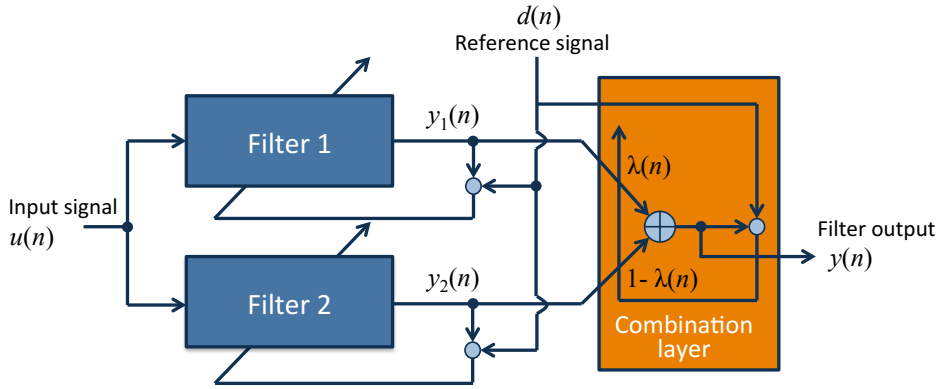 d(n)
Reference signal
Filter 1
y₁(n)
λ(n)
Input signal
u(n)
Filter output
y(n)
Filter 2
y₂(n)
1- λ(n)
Combination
layer